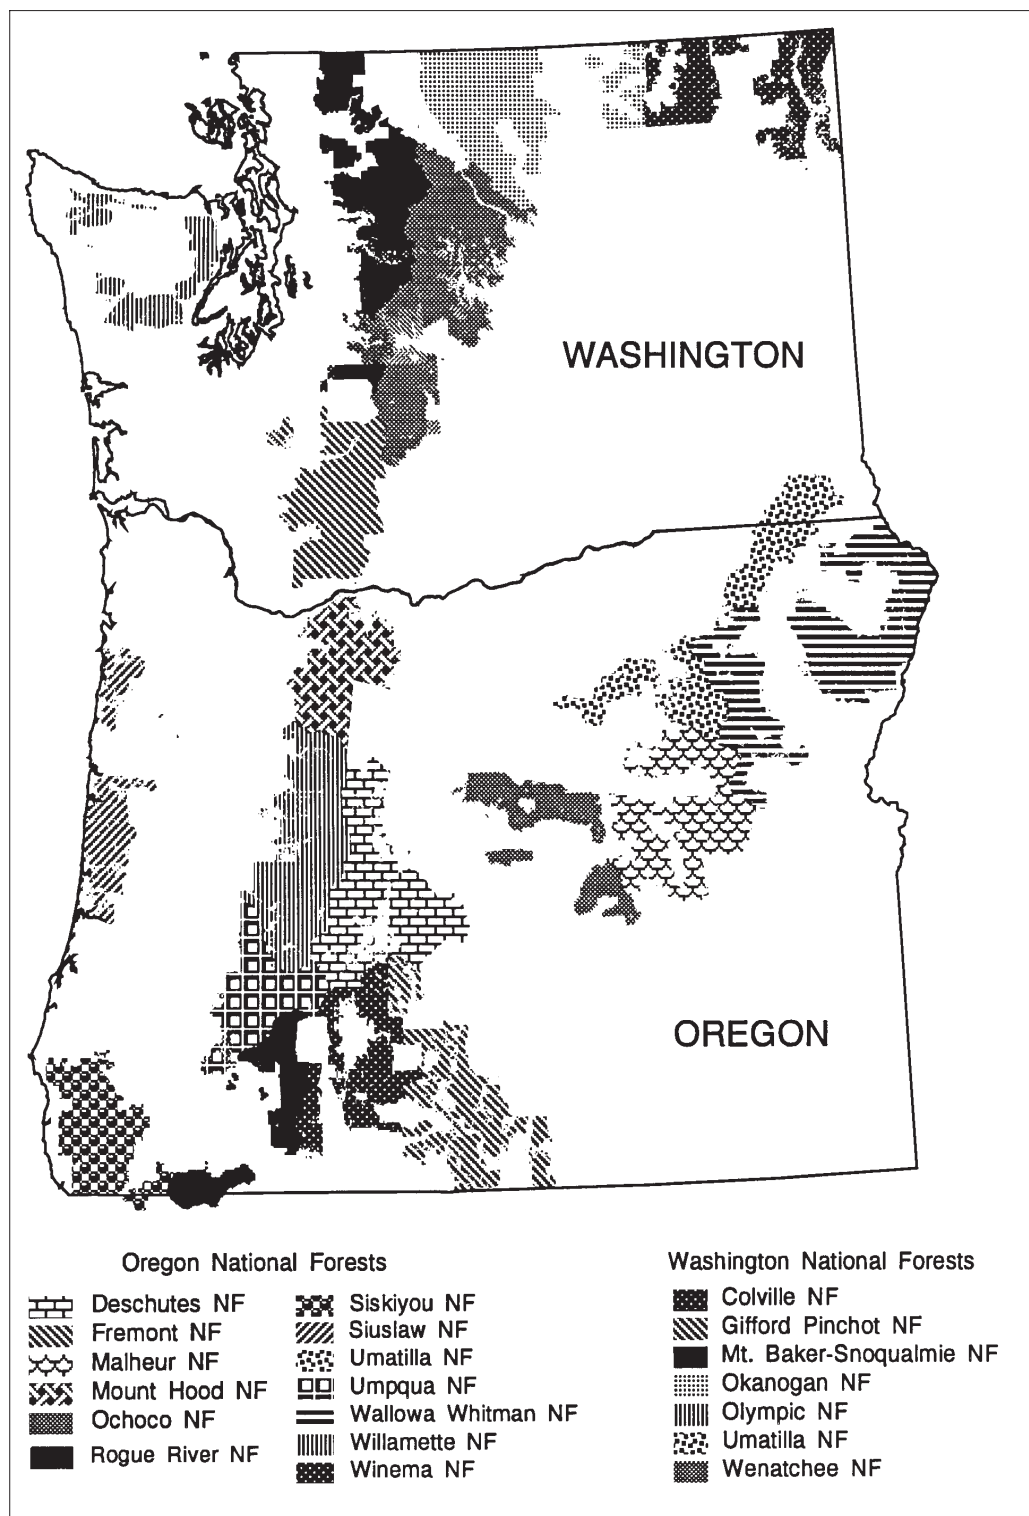 WASHINGTON
OREGON
Oregon National Forests
Deschutes NF
Fremont NF
Malheur NF
Mount Hood NF
Ochoco NF
Rogue River NF
Siskiyou NF
Siuslaw NF
Umatilla NF
Umpqua NF
Wallowa Whitman NF
Willamette NF
Winema NF
Washington National Forests
Colville NF
Gifford Pinchot NF
Mt. Baker-Snoqualmie NF
Okanogan NF
Olympic NF
Umatilla NF
Wenatchee NF